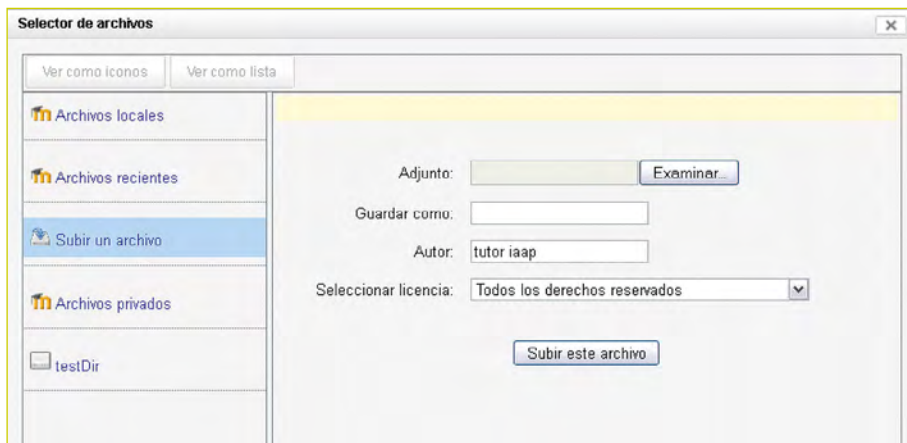 Selector de archivos
Ver como iconos
Ver como lista
Archivos locales
Archivos recientes
Subir un archivo
Archivos privados
testDir
Adjunto:
Examinar...
Guardar como:
Autor: tutor iaap
Seleccionar licencia: Todos los derechos reservados
Subir este archivo